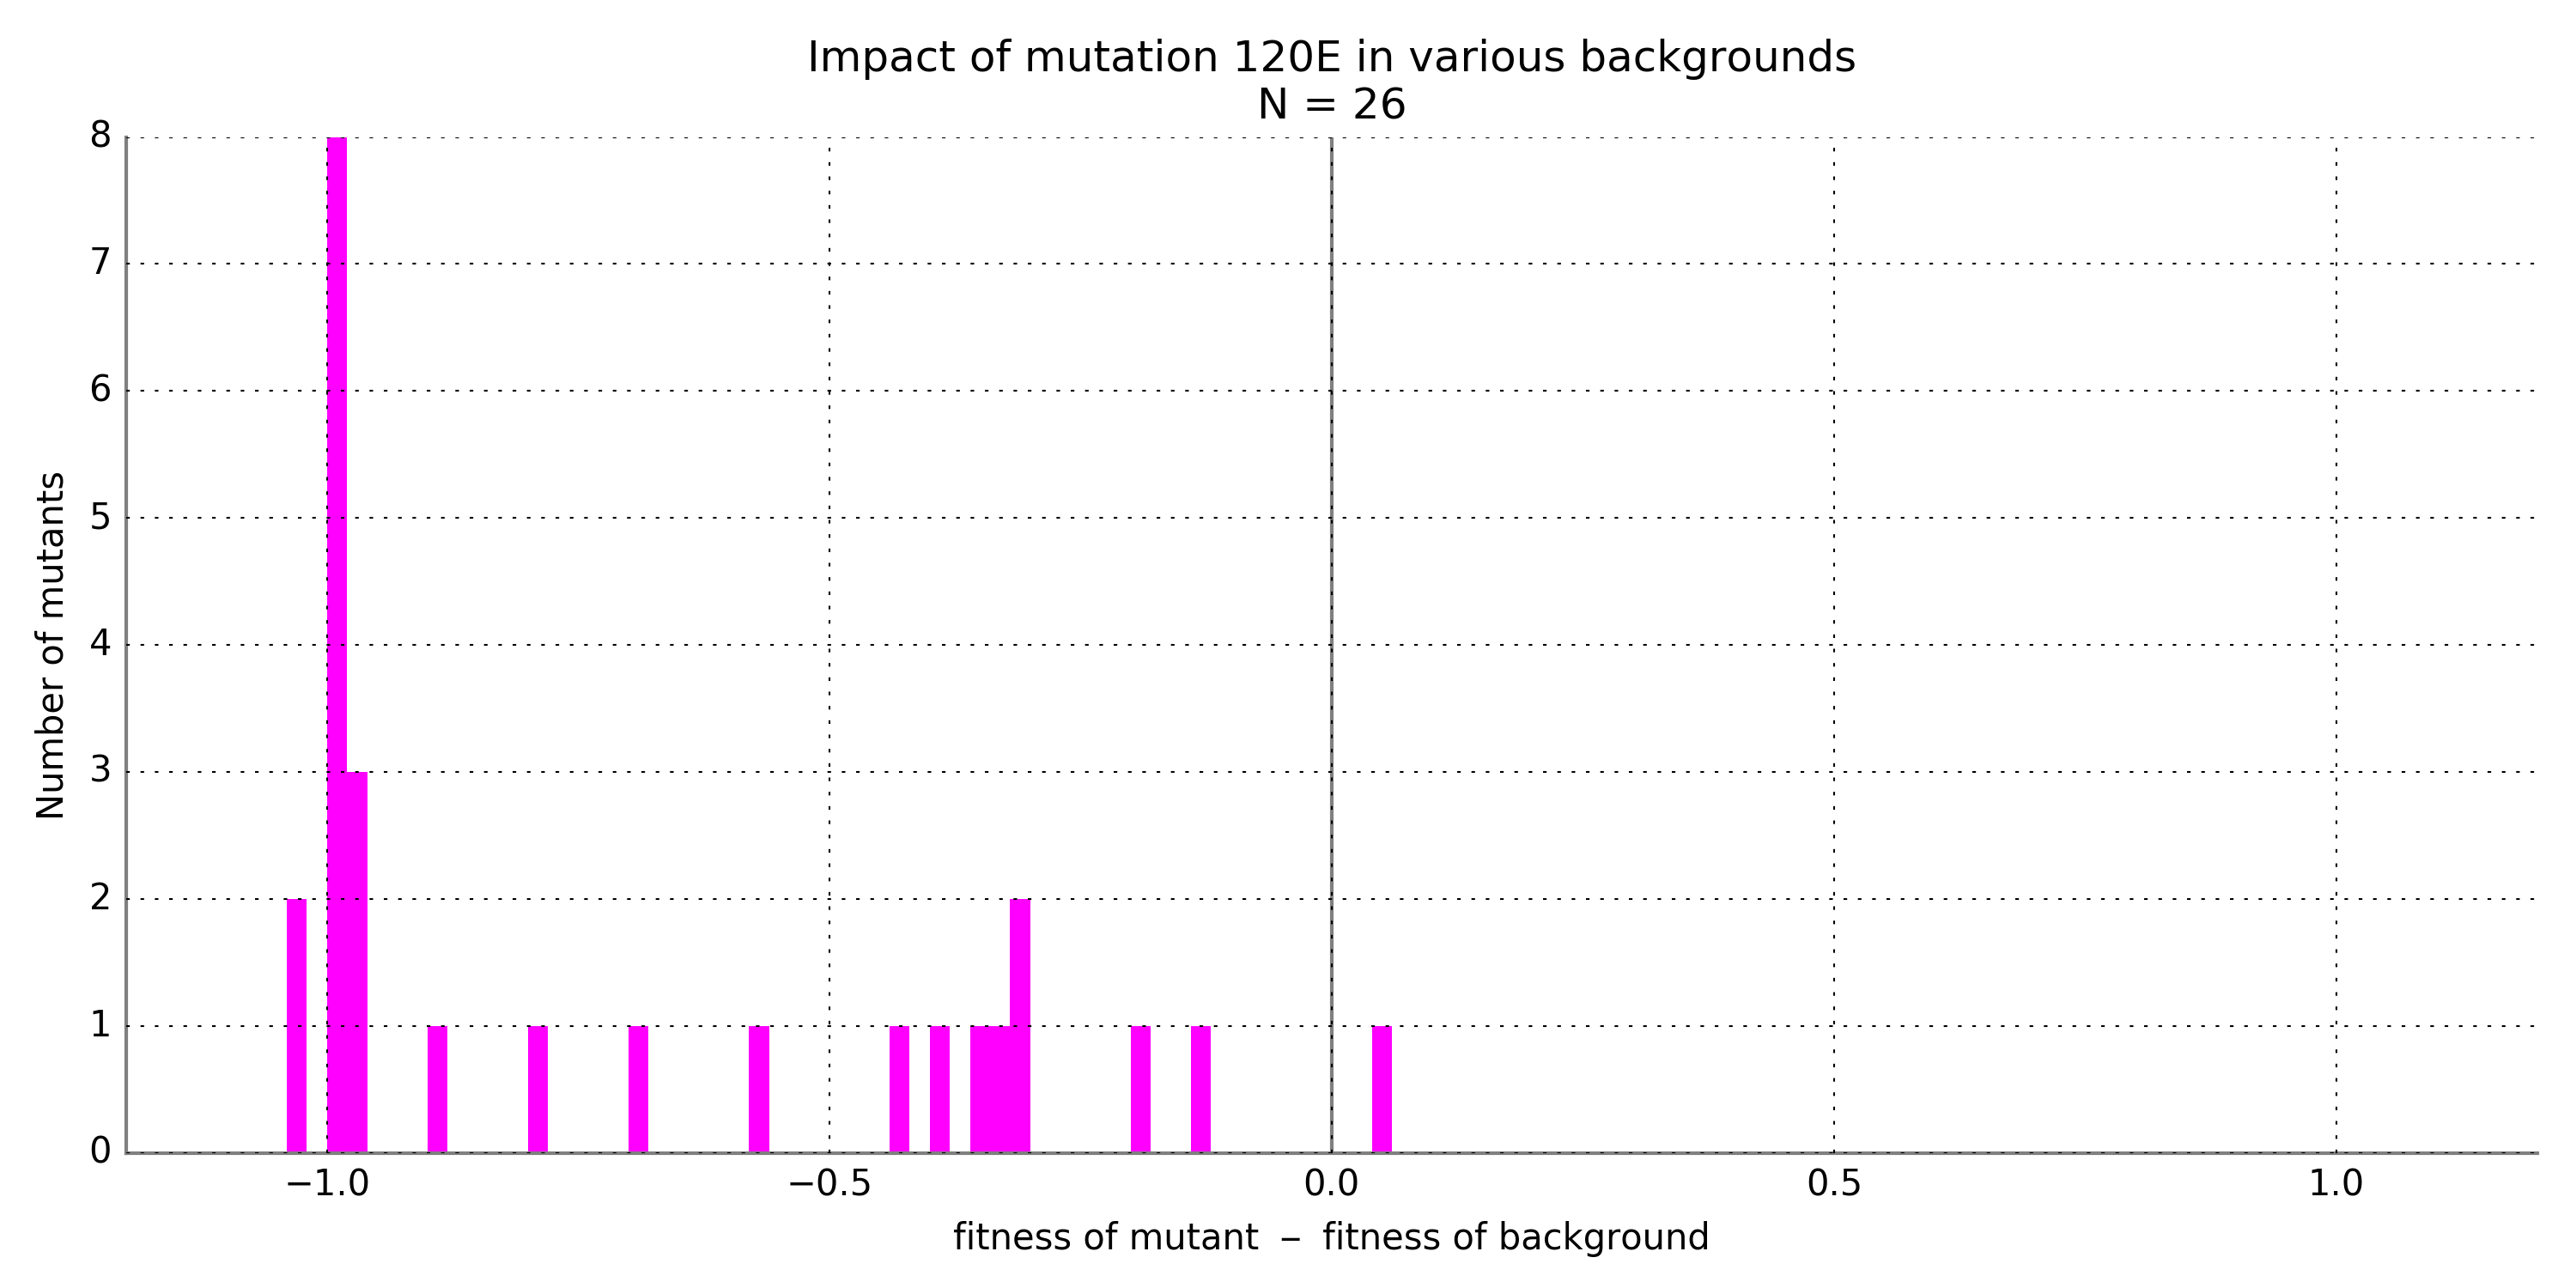 Impact of mutation 120E in various backgrounds
N = 26
8
7
6
5
4
3
2
1
0
Number of mutants
−1.0 −0.5 0.0 0.5 1.0
fitness of mutant – fitness of background